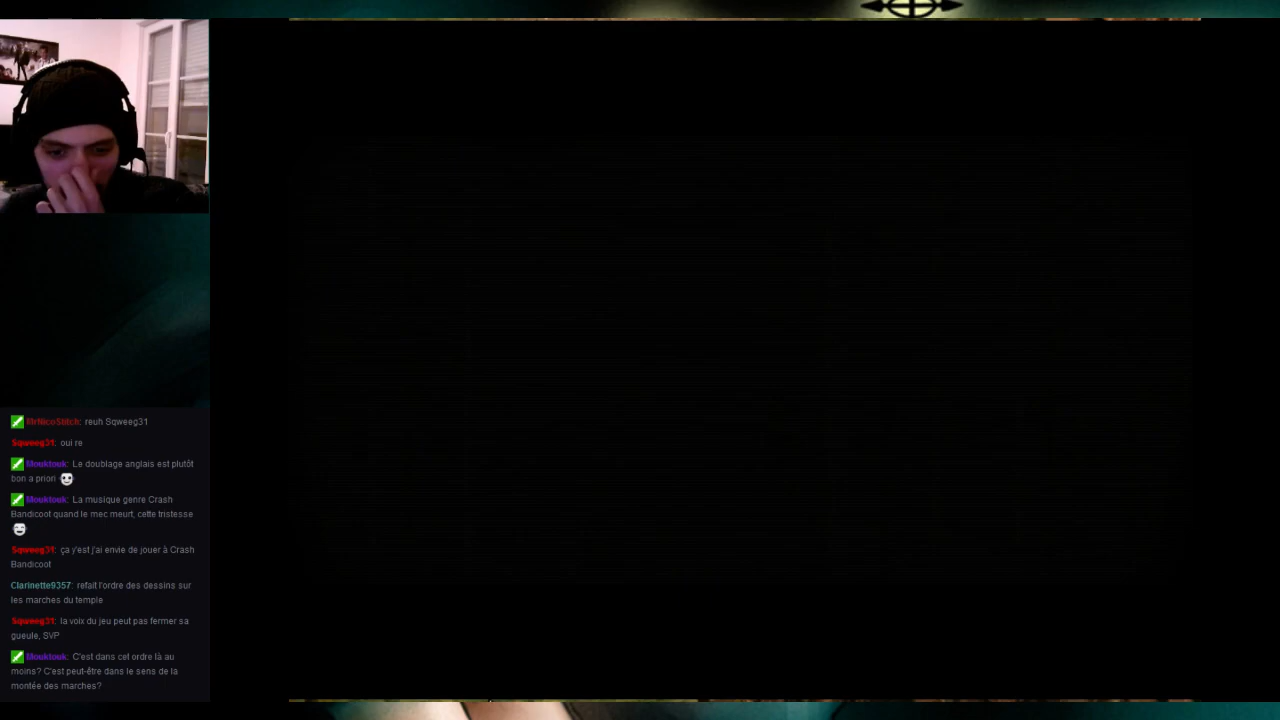 MrNicoStitch: reuh Sqweeg31
Sqweeg31: oui re
Mouktouk: Le doublage anglais est plutôt
bon a priori
Mouktouk: La musique genre Crash
Bandicoot quand le mec meurt, cette tristesse
Sqweeg31: ça y'est j'ai envie de jouer à Crash
Bandicoot
Clarinette9357: refait l'ordre des dessins sur
les marches du temple
Sqweeg31: la voix du jeu peut pas fermer sa
gueule, SVP
Mouktouk: C'est dans cet ordre là au
moins? C'est peut-être dans le sens de la
montée des marches?